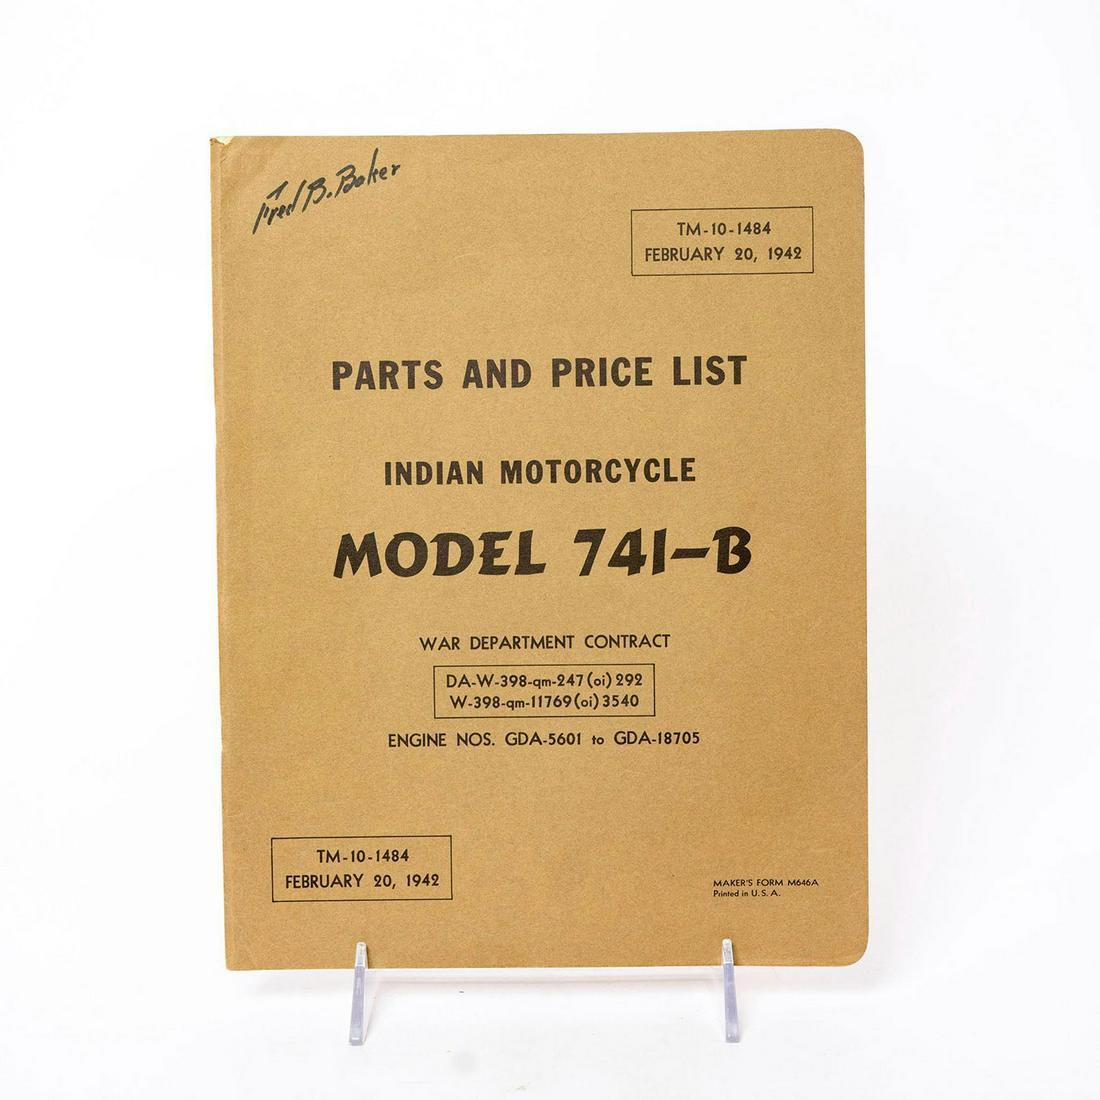 Fred B. Baker
TM-10-1484
FEBRUARY 20, 1942
PARTS AND PRICE LIST
INDIAN MOTORCYCLE
MODEL 741-B
WAR DEPARTMENT CONTRACT
DA-W-398-qm-247 (oi) 292
W-398-qm-11769 (oi) 3540
ENGINE NOS. GDA-5601 to GDA-18705
TM-10-1484
FEBRUARY 20, 1942
MAKER'S FORM M646A
Printed in U. S. A.